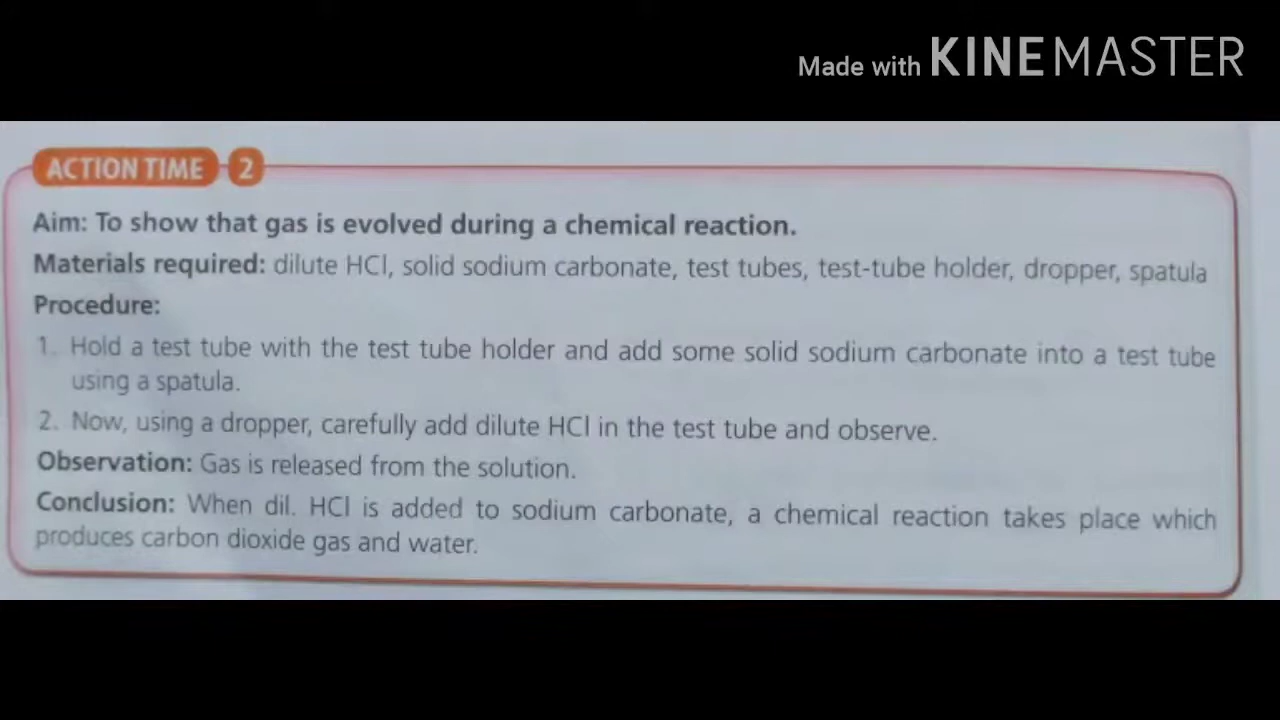 Made with KINEMASTER
ACTION TIME 2
Aim: To show that gas is evolved during a chemical reaction.
Materials required: dilute HCl, solid sodium carbonate, test tubes, test-tube holder, dropper, spatula
Procedure:
1. Hold a test tube with the test tube holder and add some solid sodium carbonate into a test tube
using a spatula.
2. Now, using a dropper, carefully add dilute HCl in the test tube and observe.
Observation: Gas is released from the solution.
Conclusion: When dil. HCl is added to sodium carbonate, a chemical reaction takes place which
produces carbon dioxide gas and water.